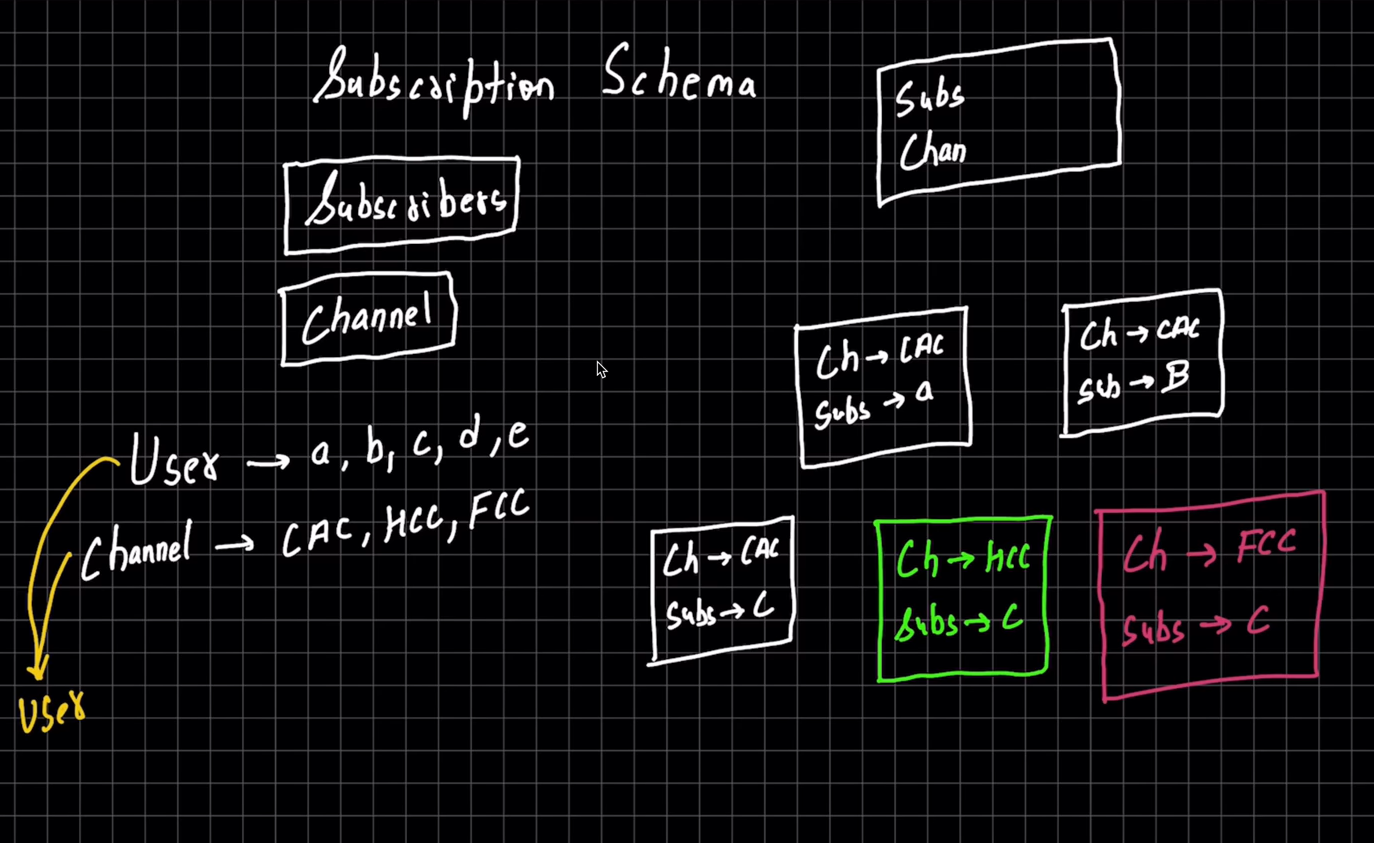 Subscription Schema
Subs
Chan
Subscribers
Channel
User → a, b, c, d, e
Channel → CAC, HCC, FCC
User
Ch → CAC
Subs → a
Ch → CAC
Sub → B
Ch → CAC
Subs → C
Ch → HCC
Subs → C
Ch → FCC
Subs → C